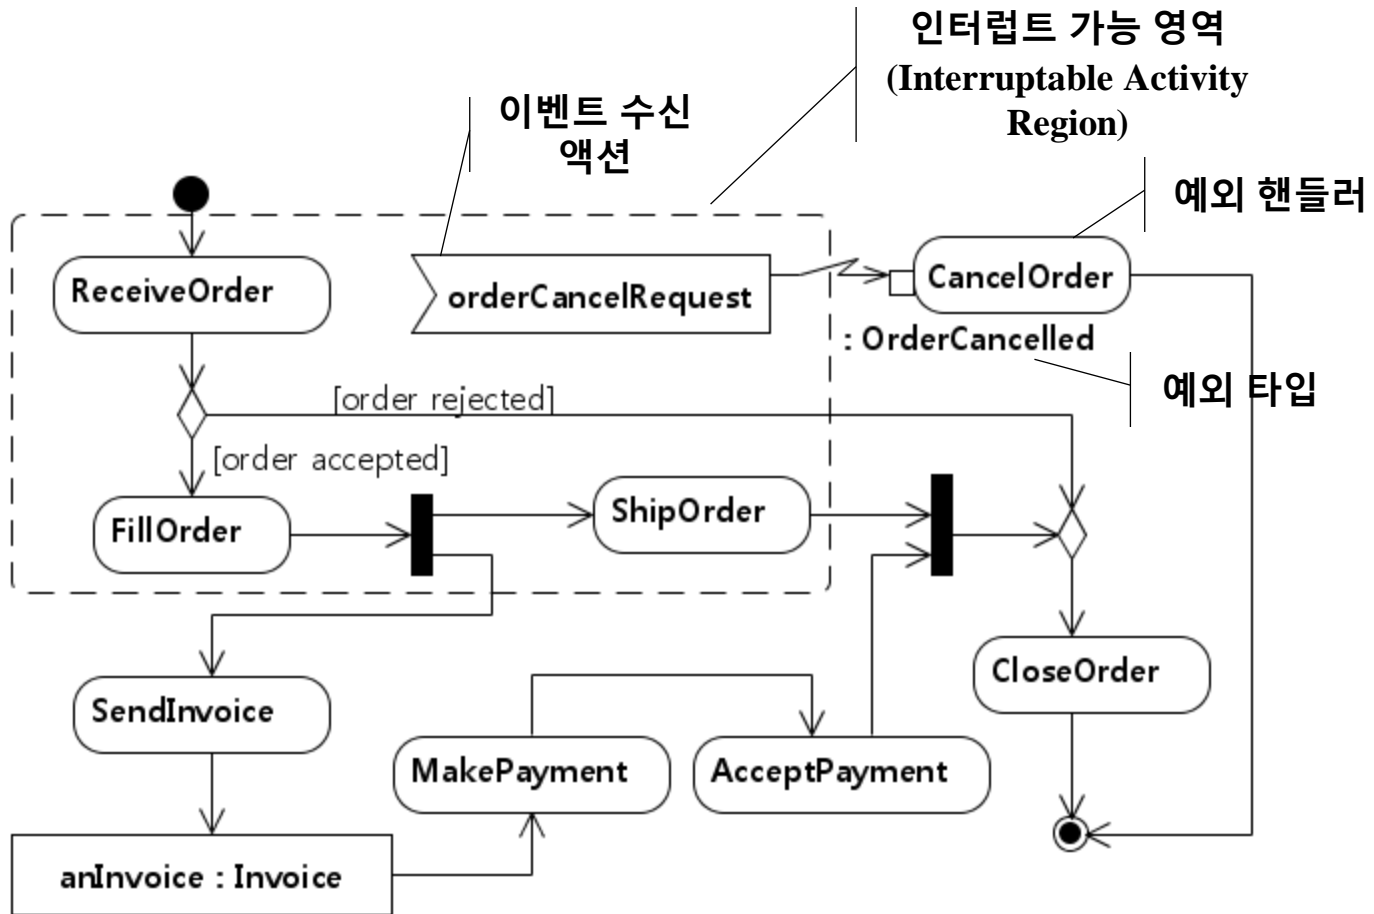 인터럽트 가능 영역
(Interruptable Activity
Region)
이벤트 수신
액션
예외 핸들러
ReceiveOrder
orderCancelRequest
CancelOrder
: OrderCancelled
예외 타입
[order rejected]
[order accepted]
FillOrder
ShipOrder
CloseOrder
SendInvoice
MakePayment
AcceptPayment
anInvoice : Invoice